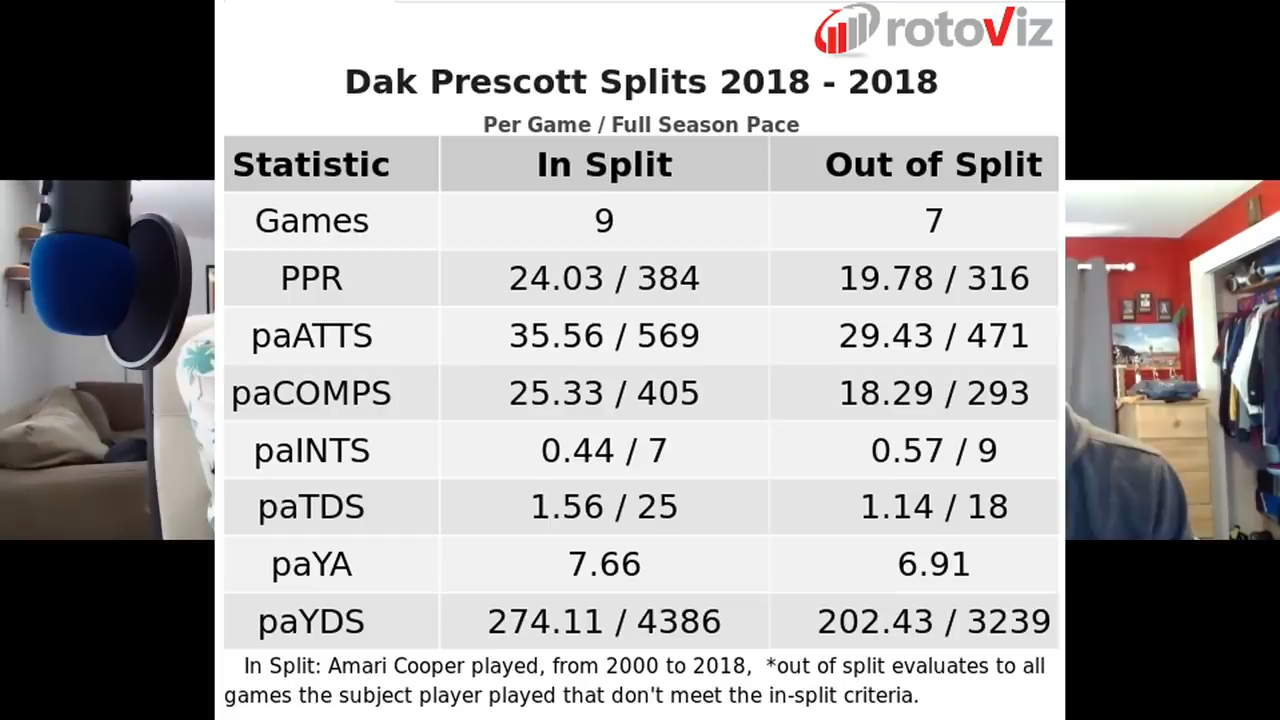 rotoViz
Dak Prescott Splits 2018 - 2018
Per Game / Full Season Pace
Statistic In Split Out of Split
Games 9 7
PPR 24.03 / 384 19.78 / 316
paATTS 35.56 / 569 29.43 / 471
paCOMPS 25.33 / 405 18.29 / 293
paINTS 0.44 / 7 0.57 / 9
paTDS 1.56 / 25 1.14 / 18
paYA 7.66 6.91
paYDS 274.11 / 4386 202.43 / 3239
In Split: Amari Cooper played, from 2000 to 2018, *out of split evaluates to all
games the subject player played that don't meet the in-split criteria.